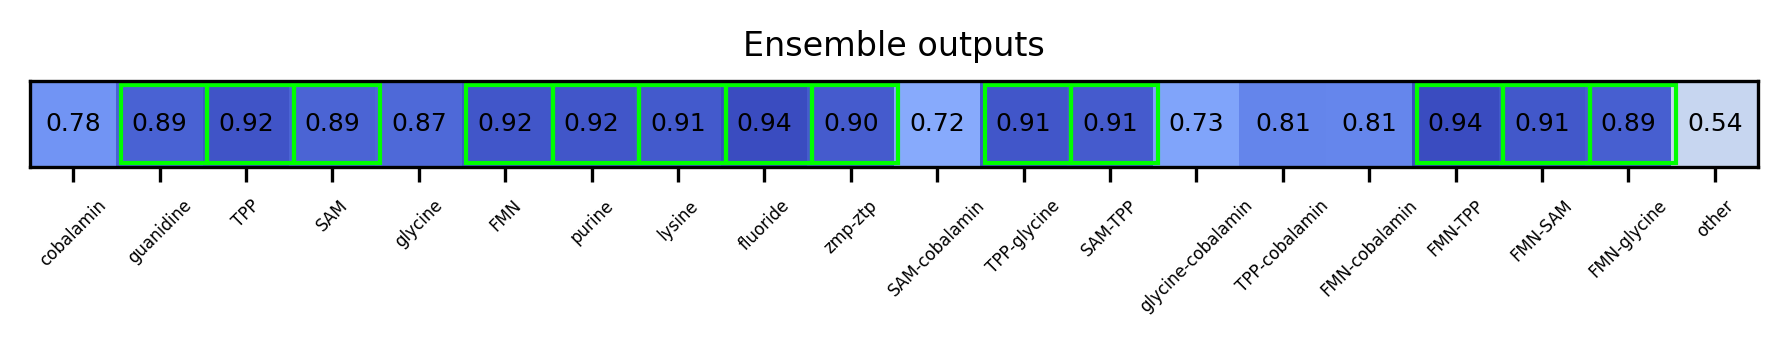 Ensemble outputs
0.78 0.89 0.92 0.89 0.87 0.92 0.92 0.91 0.94 0.90 0.72 0.91 0.91 0.73 0.81 0.81 0.94 0.91 0.89 0.54
cobalamin guanidine TPP SAM glycine FMN purine lysine fluoride zmp-ztp SAM-cobalamin TPP-glycine SAM-TPP glycine-cobalamin TPP-cobalamin FMN-cobalamin FMN-TPP FMN-SAM FMN-glycine other